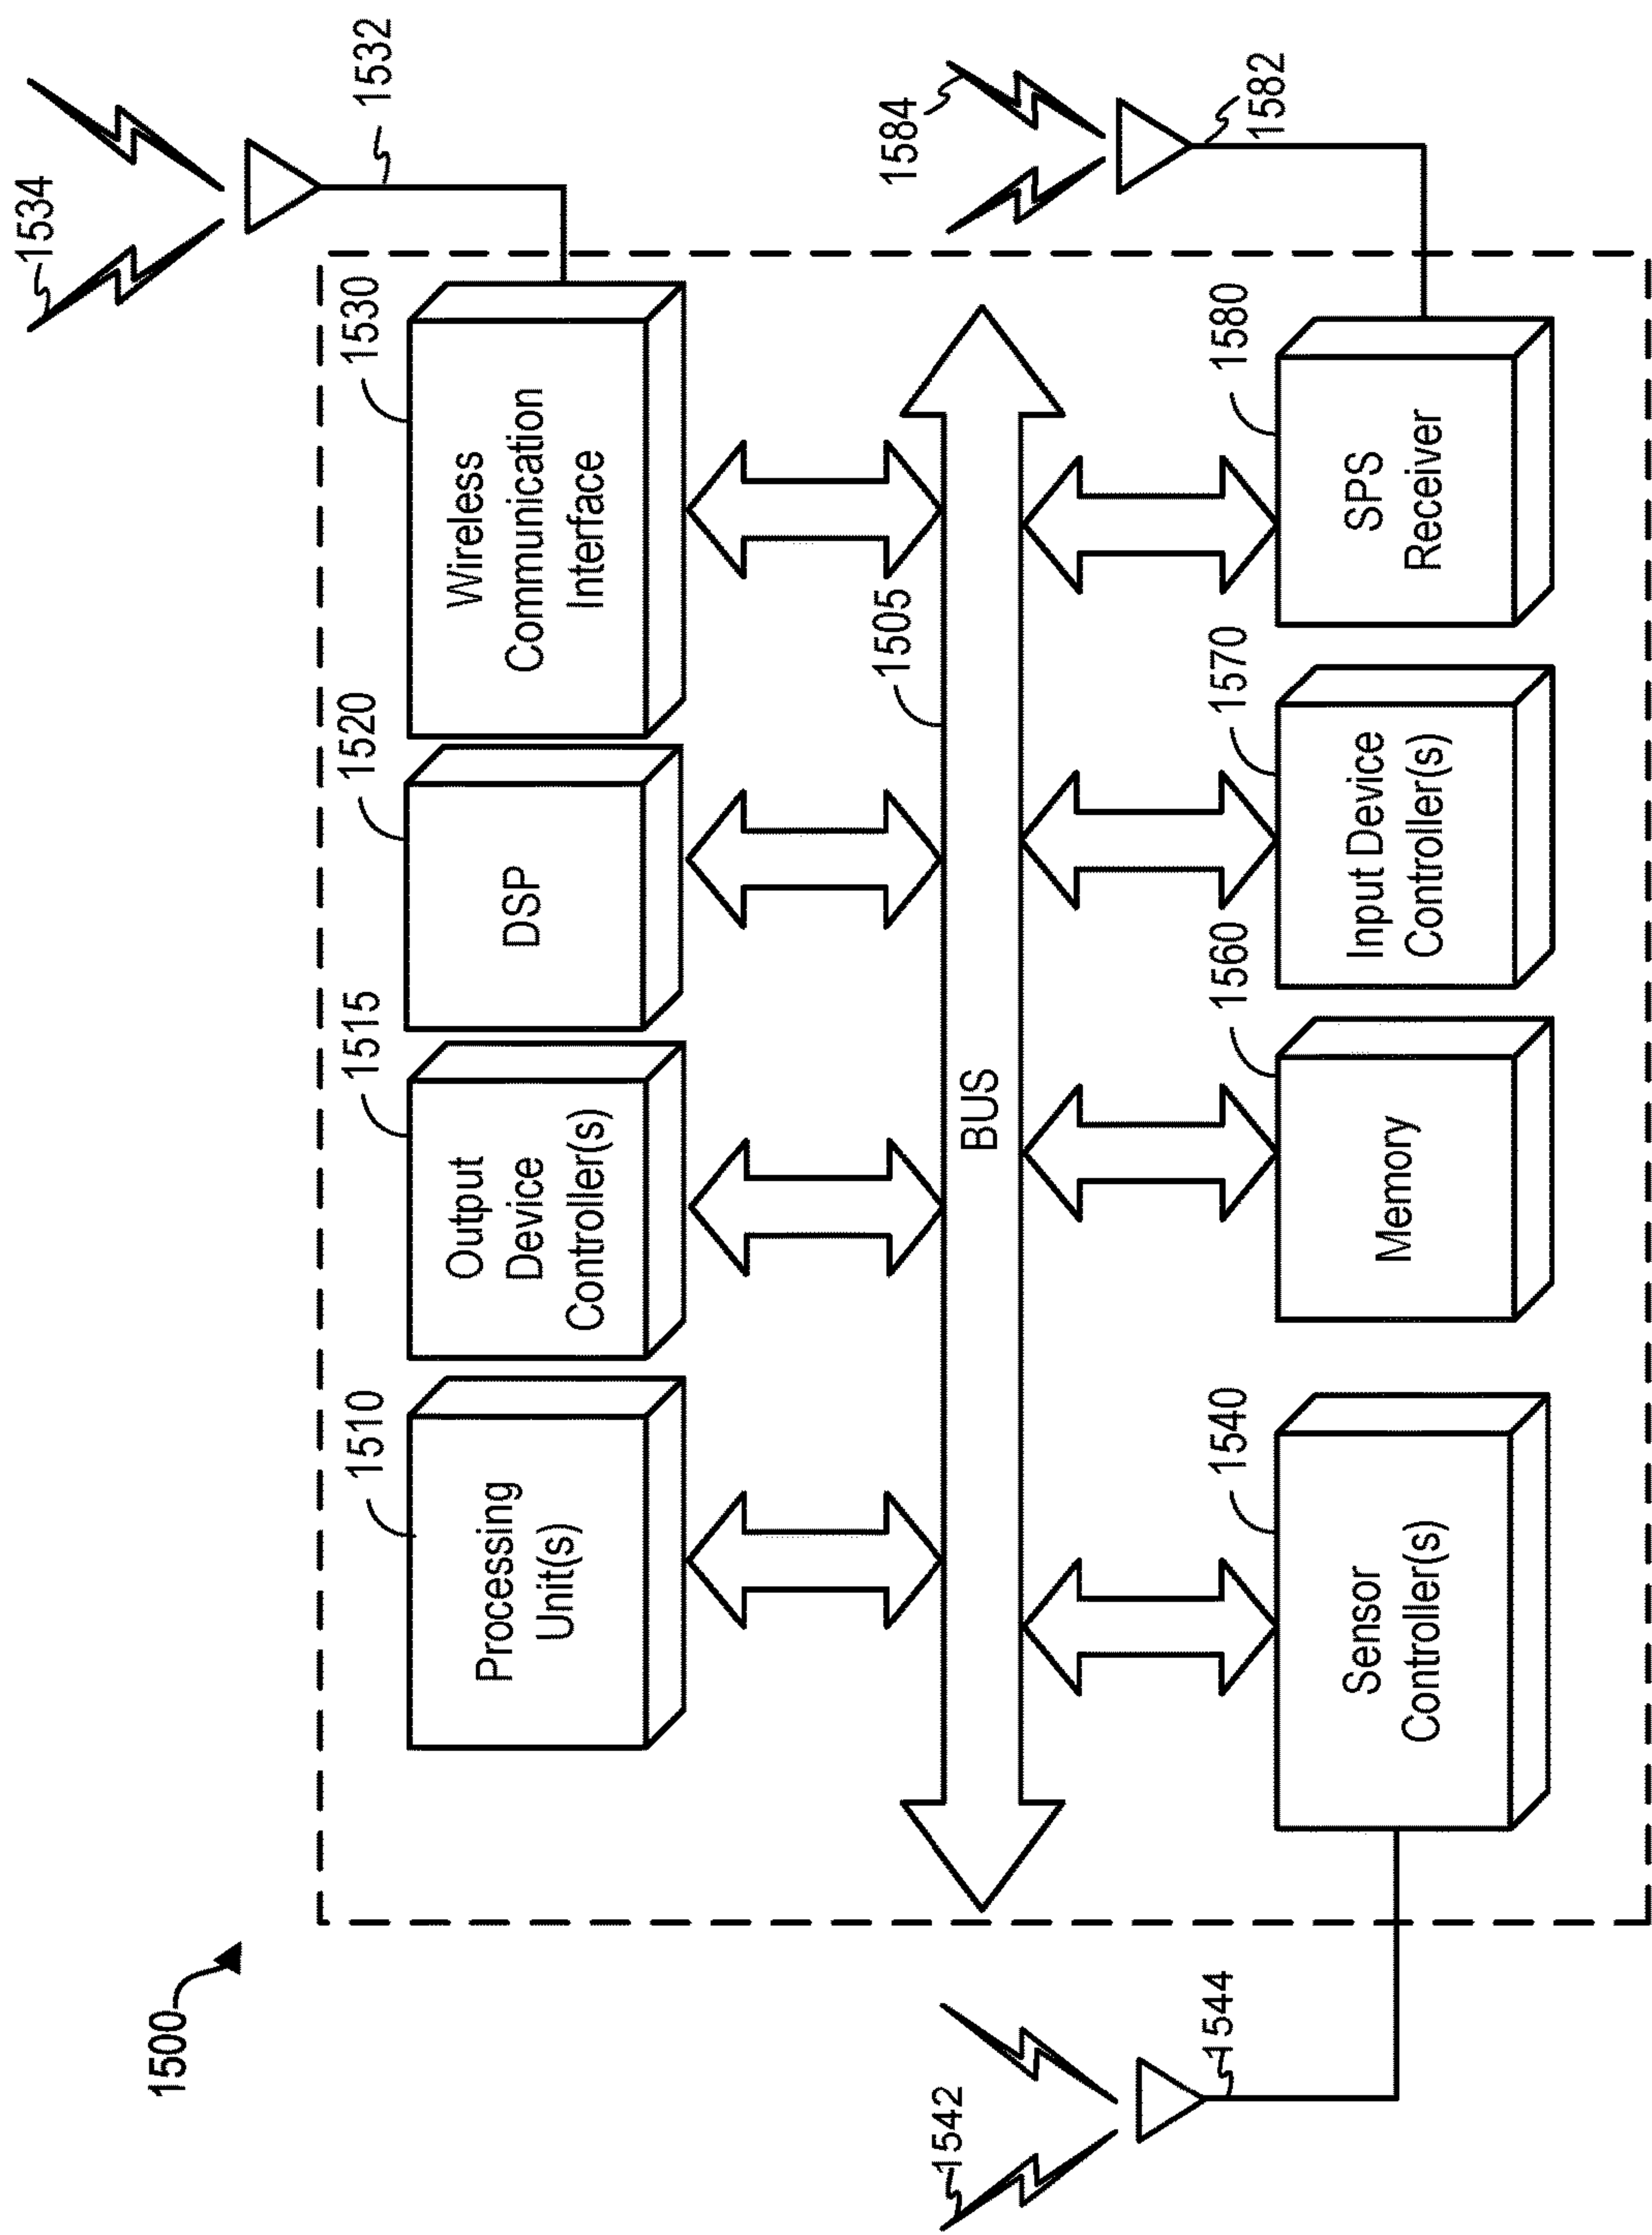 1500
1534
1532
1510
1515
1520
1530
Processing
Unit(s)
Output
Device
Controller(s)
DSP
Wireless
Communication
Interface
1505
BUS
1542
1544
1540
1560
1570
1580
1584
1582
Sensor
Controller(s)
Memory
Input Device
Controller(s)
SPS
Receiver